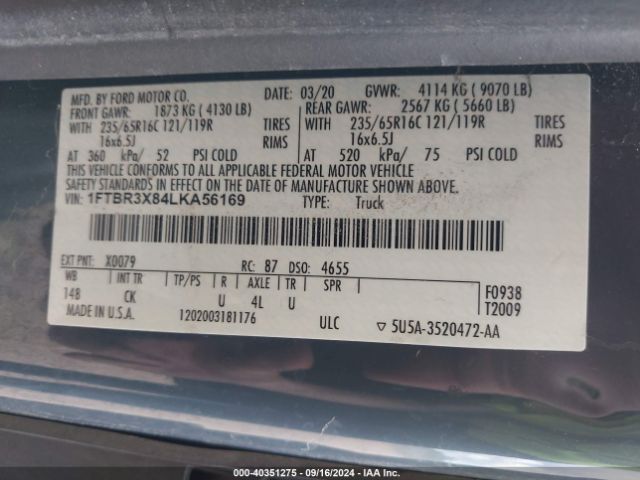 MFD. BY FORD MOTOR CO. DATE: 03/20 GVWR: 4114 KG ( 9070 LB)
FRONT GAWR: 1873 KG ( 4130 LB) REAR GAWR: 2567 KG ( 5660 LB)
WITH 235/65R16C 121/119R TIRES WITH 235/65R16C 121/119R TIRES
16x6.5J RIMS 16x6.5J RIMS
AT 360 kPa/ 52 PSI COLD AT 520 kPa/ 75 PSI COLD
THIS VEHICLE CONFORMS TO ALL APPLICABLE FEDERAL MOTOR VEHICLE
SAFETY STANDARDS IN EFFECT ON THE DATE OF MANUFACTURE SHOWN ABOVE.
VIN: 1FTBR3X84LKA56169 TYPE: Truck
EXT PNT: X0079 RC: 87 DSO: 4655
WB INT TR TP/PS R AXLE TR SPR F0938
148 CK U 4L U T2009
MADE IN U.S.A. 1202003181176 ULC ▽ 5U5A-3520472-AA
000-40351275 - 09/16/2024 - IAA Inc.